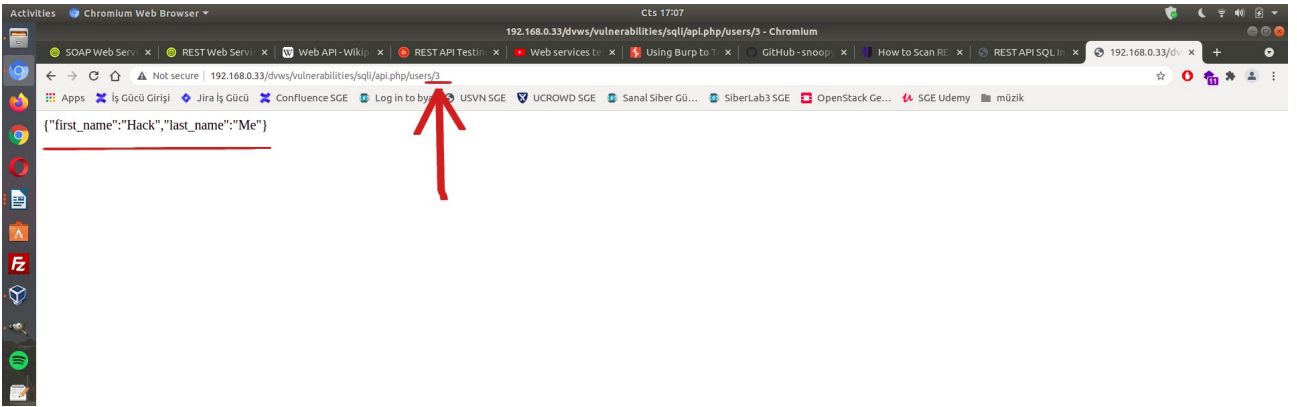 Activities Chromium Web Browser Cts 17:07
192.168.0.33/dvws/vulnerabilities/sqli/api.php/users/3 - Chromium
SOAP Web Servi REST Web Servic Web API - Wikip REST API Testin Web services te Using Burp to T GitHub - snoopy How to Scan RE REST API SQL In 192.168.0.33/dv
Not secure 192.168.0.33/dvws/vulnerabilities/sqli/api.php/users/3
Apps İş Gücü Girişi Jira İş Gücü Confluence SGE Log in to bya USVN SGE UCROWD SGE Sanal Siber Gü... SiberLab3 SGE OpenStack Ge... SGE Udemy müzik
{"first_name":"Hack","last_name":"Me"}